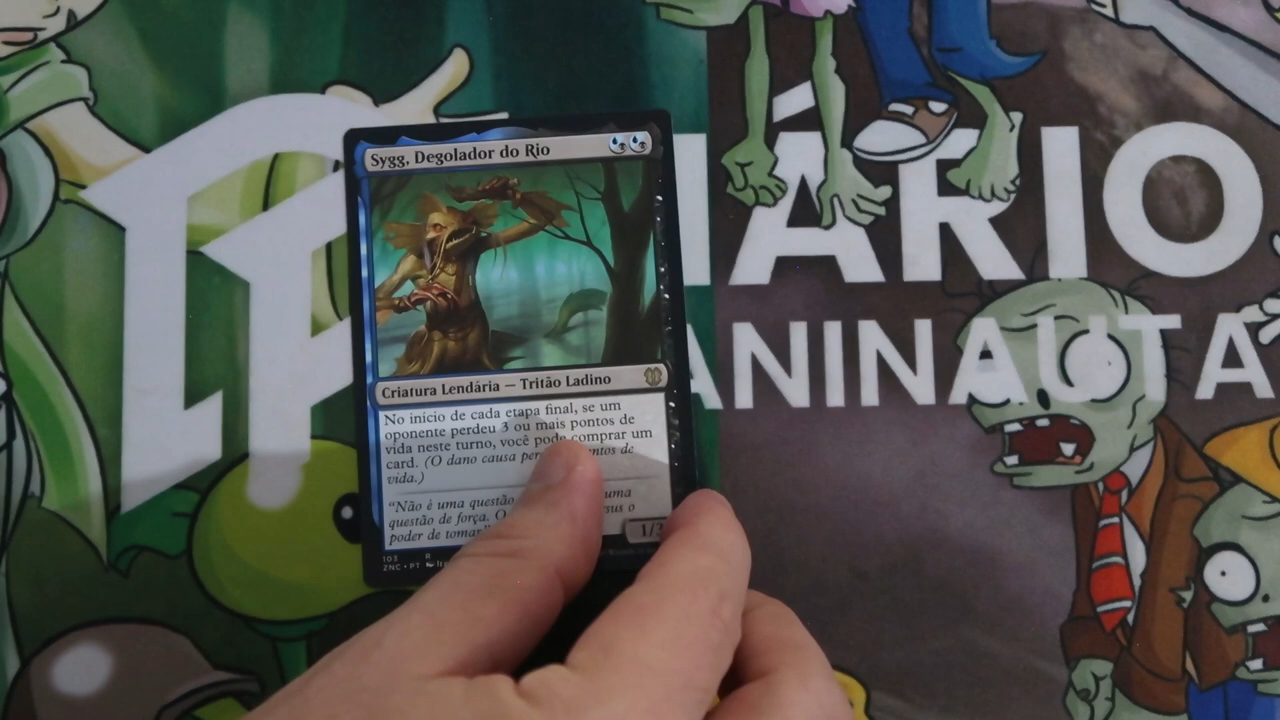 Sygg, Degolador do Rio
Criatura Lendária — Tritão Ladino
No início de cada etapa final, se um
oponente perdeu 3 ou mais pontos de
vida neste turno, você pode comprar um
card. (O dano causa de
vida.)
“Não é uma questão uma
questão de força. O o
poder de tomar
103 R
ZNC • PT
ÁRIO
ANINAUTA